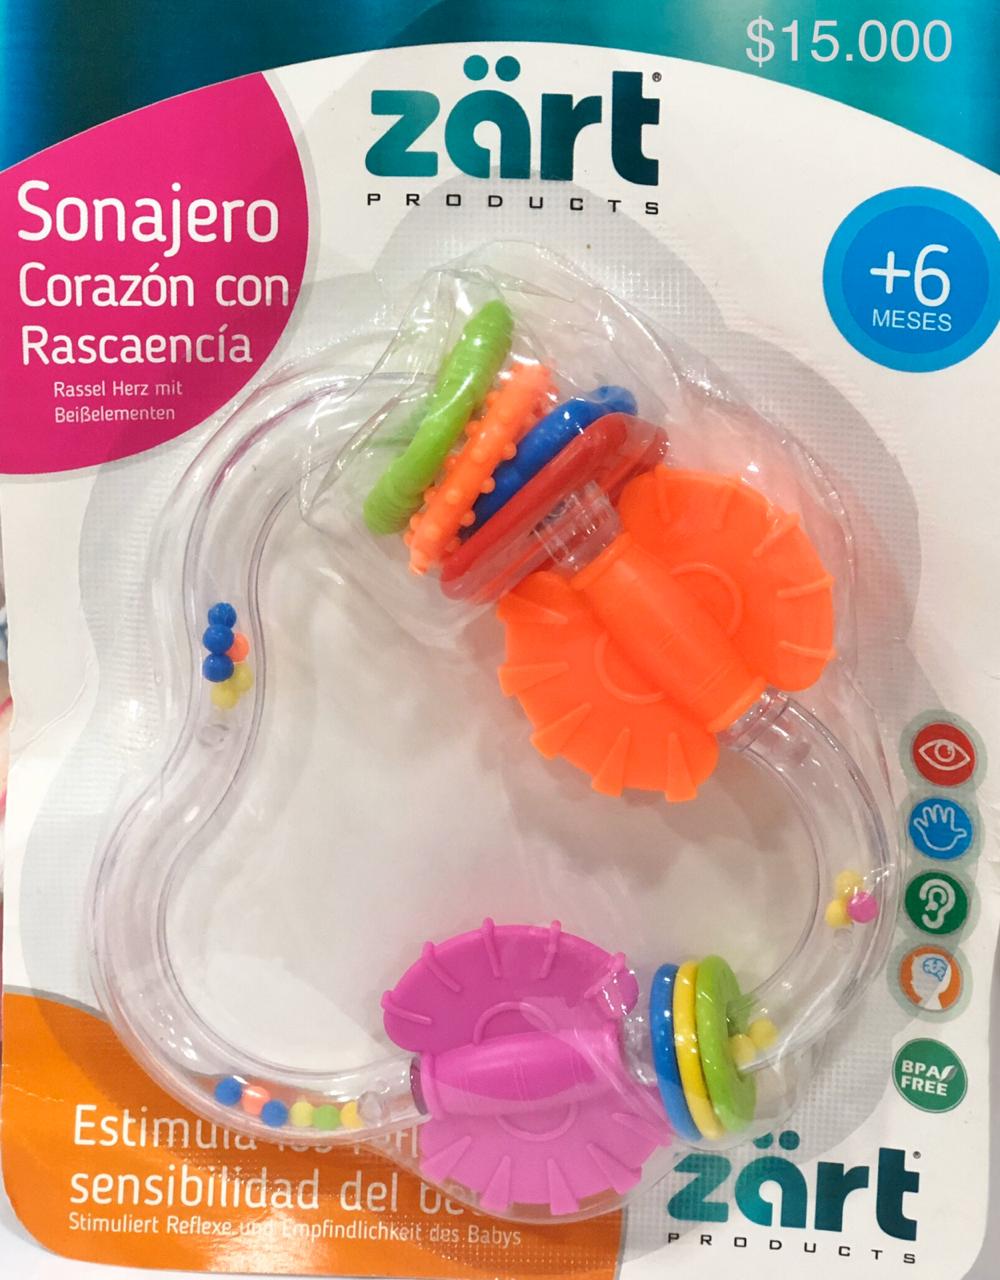 $15.000
zärt®
PRODUCTS
Sonajero
Corazón con
Rascaencía
Rassel Herz mit
Beißelementen
+6
MESES
BPA
FREE
Estimula
sensibilidad del
Stimuliert Reflexe und Empfindlichkeit des Babys
zärt®
PRODUCTS